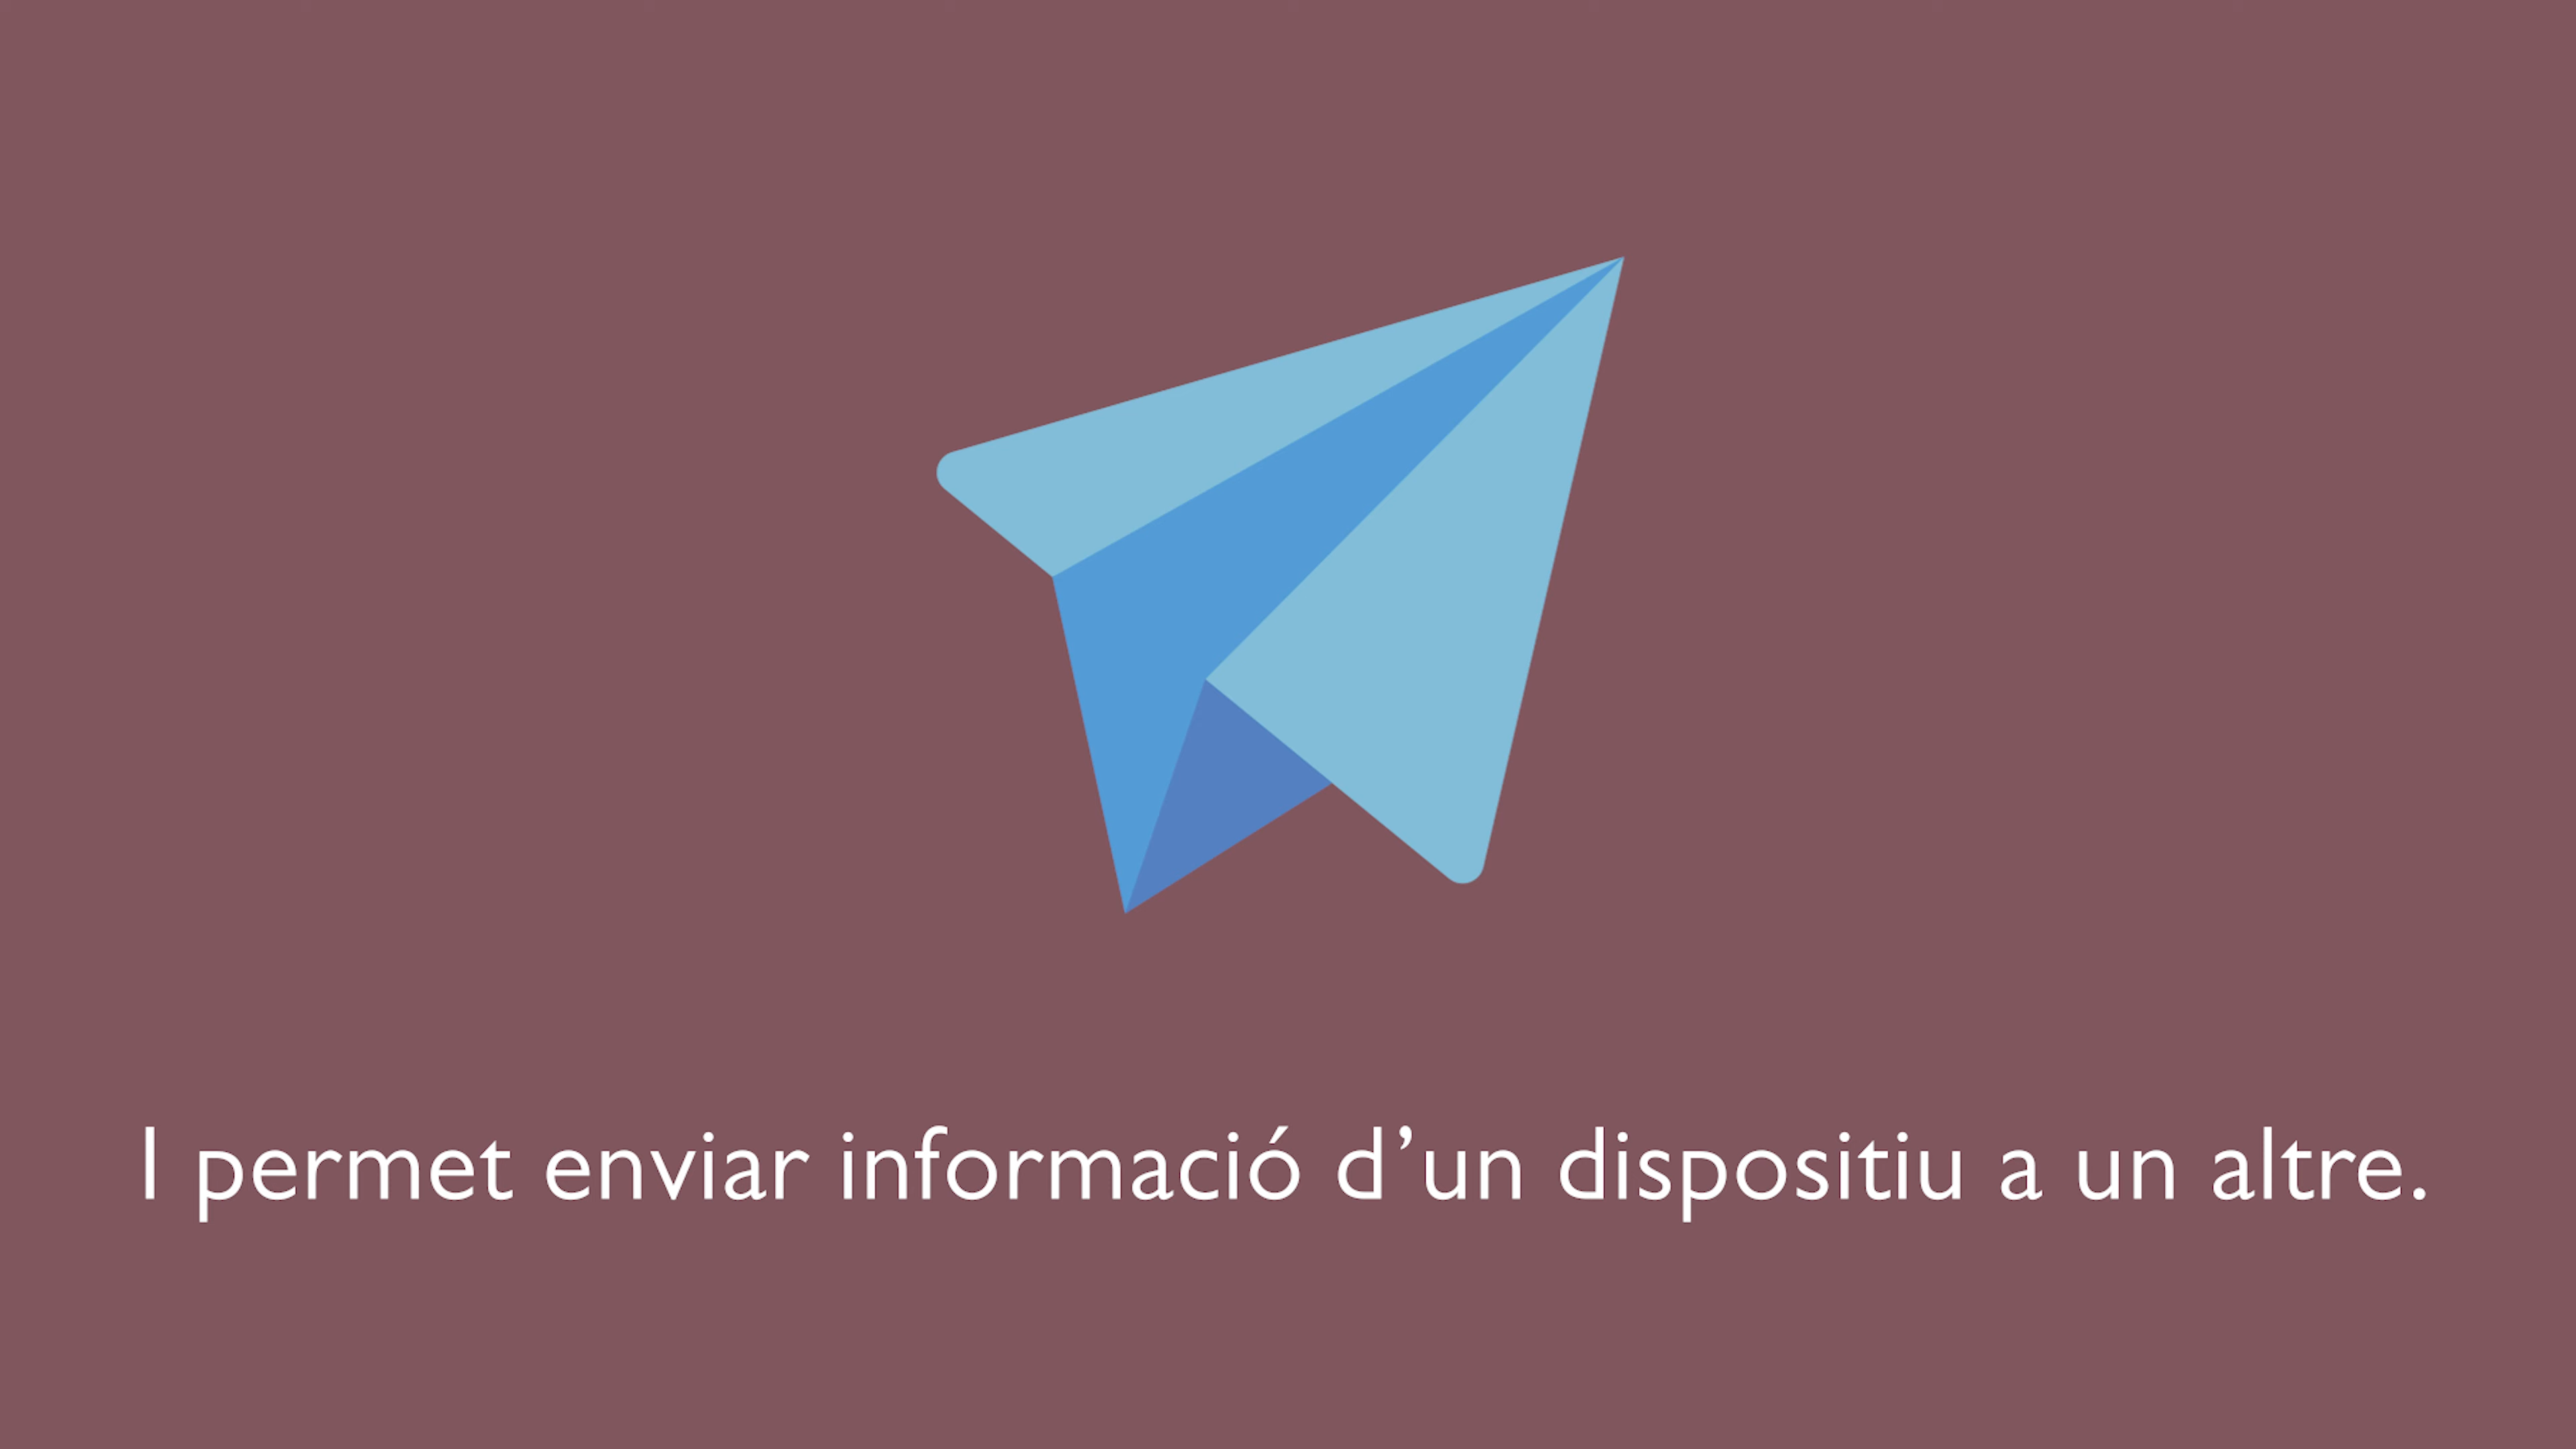 I permet enviar informació d’un dispositiu a un altre.